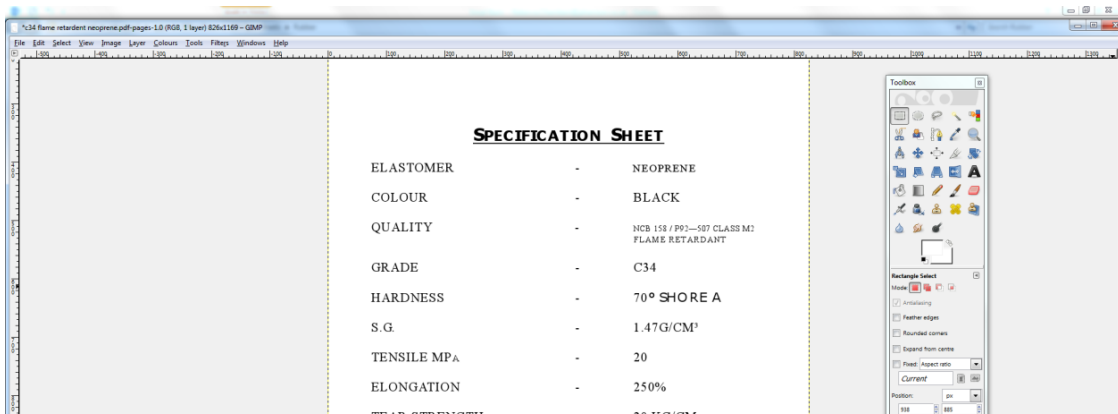 *c34 flame retardent neoprene.pdf-pages-1.0 (RGB, 1 layer) 826x1169 – GIMP
File Edit Select View Image Layer Colours Tools Filters Windows Help
Toolbox
SPECIFICATION SHEET
ELASTOMER - NEOPRENE
COLOUR - BLACK
QUALITY - NCB 158 / P92—507 CLASS M2
FLAME RETARDANT
GRADE - C34
HARDNESS - 70° SHORE A
S.G. - 1.47G/CM³
TENSILE MPA - 20
ELONGATION - 250%
Rectangle Select
Mode:
Antialiasing
Feather edges
Rounded corners
Expand from centre
Fixed: Aspect ratio
Current
Position: px